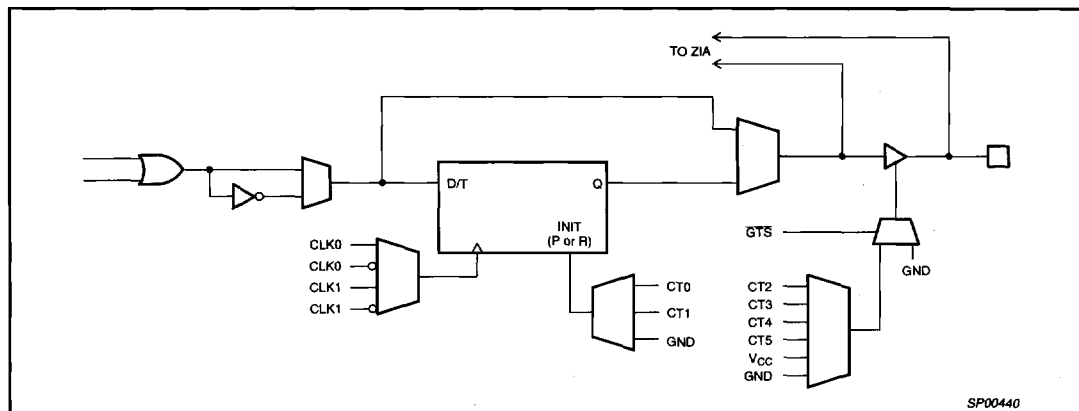 TO ZIA
D/T
Q
INIT
(P or R)
CLK0
CLK0
CLK1
CLK1
CT0
CT1
GND
GTS
GND
CT2
CT3
CT4
CT5
VCC
GND
SP00440